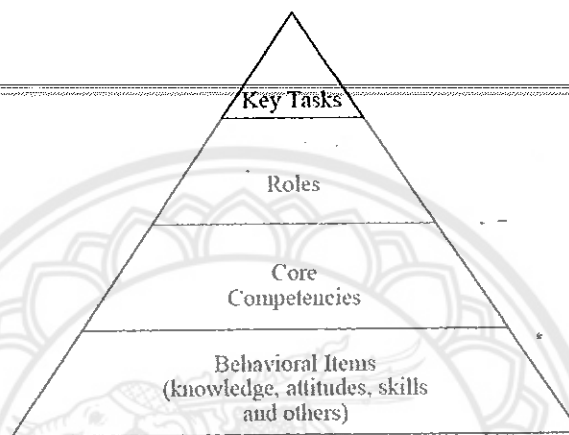 Key Tasks
Roles
Core
Competencies
Behavioral Items
(knowledge, attitudes, skills
and others)